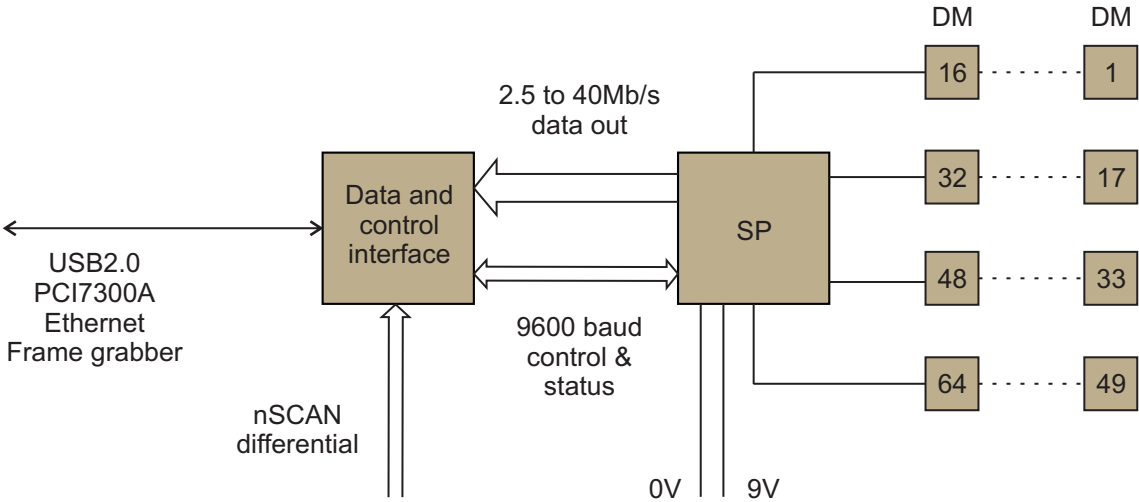 DM DM
16 1
2.5 to 40Mb/s
data out
32 17
Data and
control
interface
SP
USB2.0
PCI7300A
Ethernet
Frame grabber
48 33
9600 baud
control &
status
64 49
nSCAN
differential
0V 9V